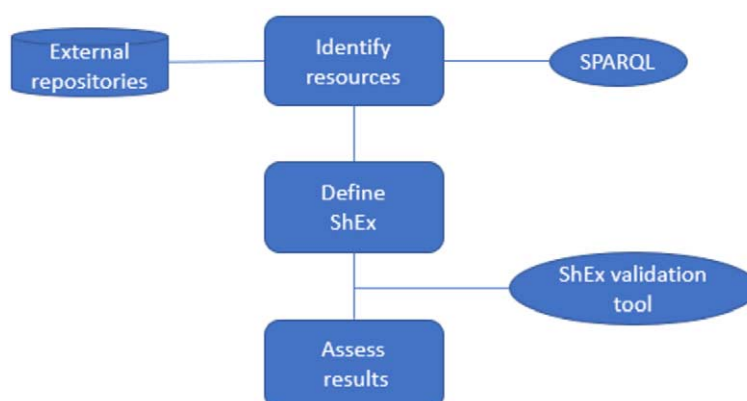 External
repositories
Identify
resources
SPARQL
Define
ShEx
ShEx validation
tool
Assess
results